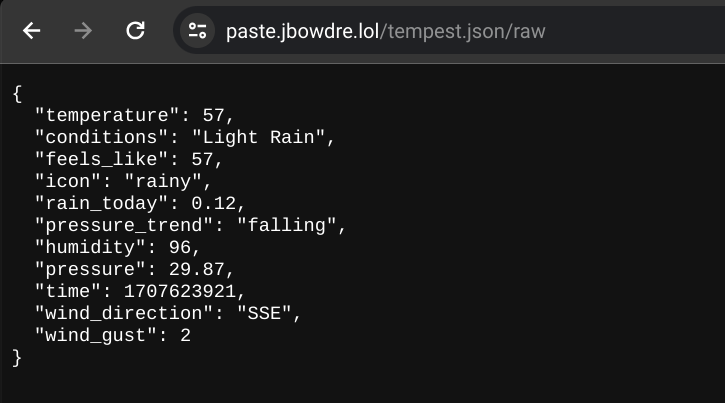 paste.jbowdre.lol/tempest.json/raw
{
  "temperature": 57,
  "conditions": "Light Rain",
  "feels_like": 57,
  "icon": "rainy",
  "rain_today": 0.12,
  "pressure_trend": "falling",
  "humidity": 96,
  "pressure": 29.87,
  "time": 1707623921,
  "wind_direction": "SSE",
  "wind_gust": 2
}